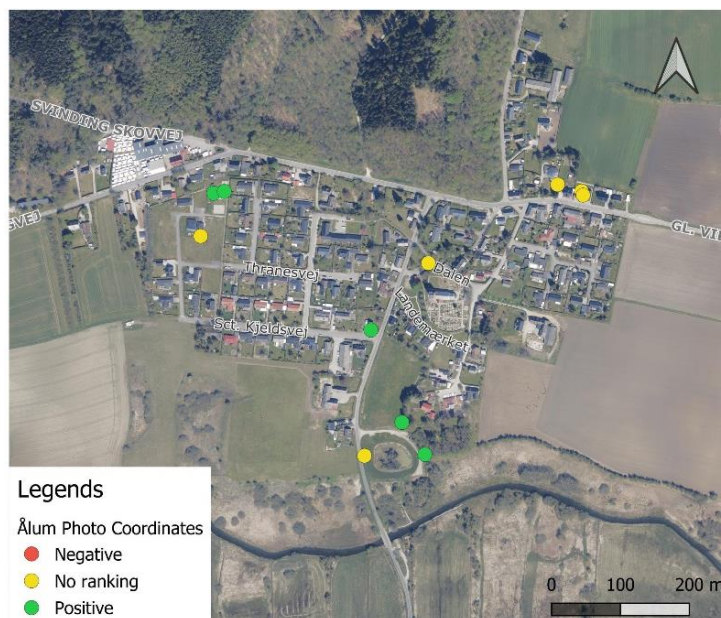 SVINDING SKOVVEJ
SVEJ
GL. VI
Thranesvej
Dalen
Landemærket
Sct. Kjeldsvej
Legends
Ålum Photo Coordinates
Negative
No ranking
Positive
0 100 200 m